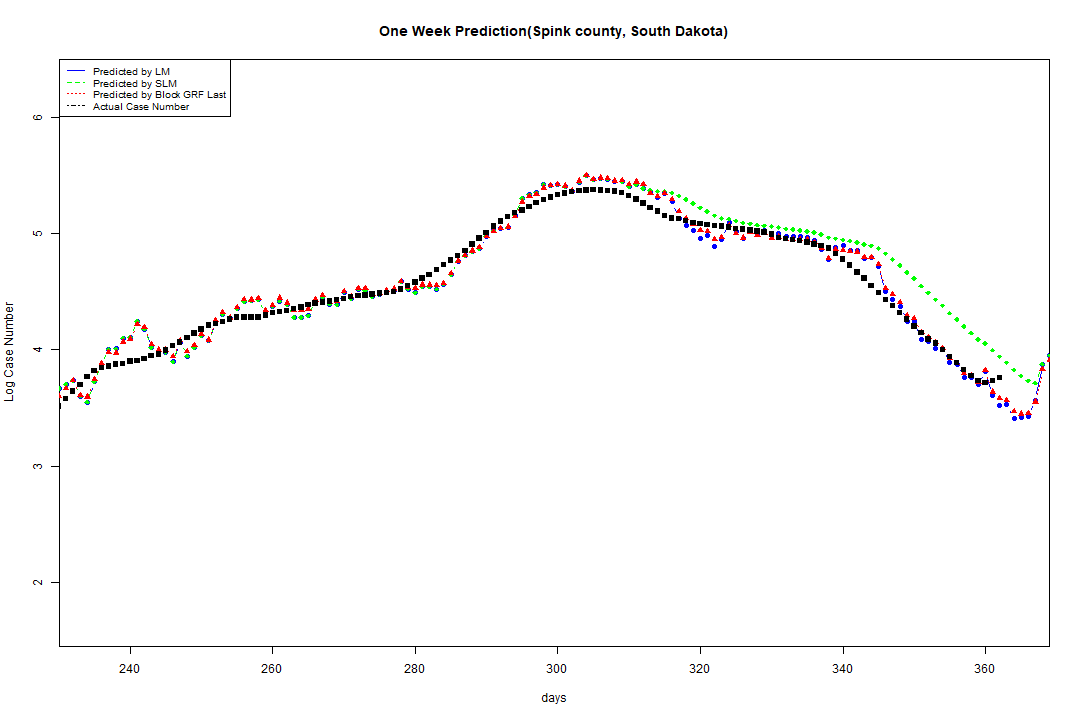 One Week Prediction(Spink county, South Dakota)
Predicted by LM
Predicted by SLM
Predicted by Block GRF Last
Actual Case Number
6
5
4
3
2
Log Case Number
240 260 280 300 320 340 360
days